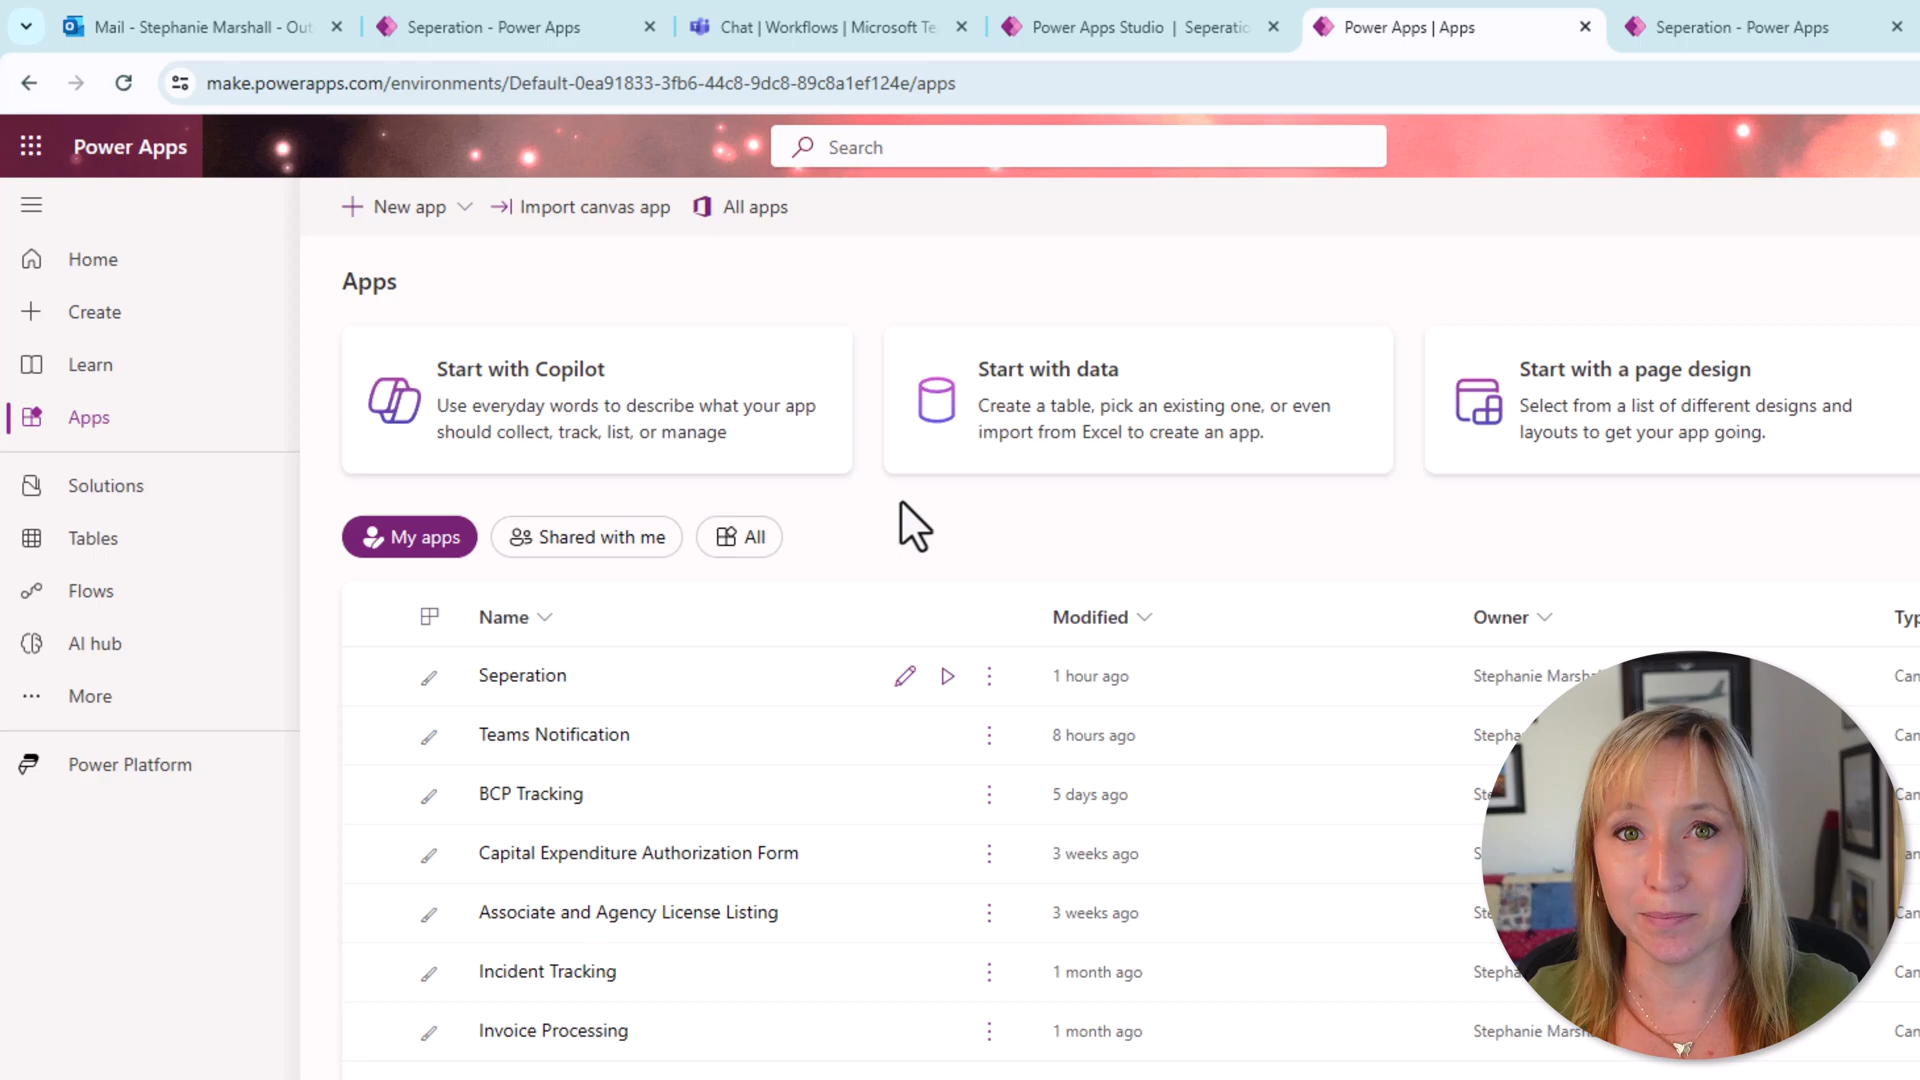 Mail - Stephanie Marshall - Out
Seperation - Power Apps
Chat | Workflows | Microsoft Te
Power Apps Studio | Seperatio
Power Apps | Apps
Seperation - Power Apps
make.powerapps.com/environments/Default-0ea91833-3fb6-44c8-9dc8-89c8a1ef124e/apps
Power Apps
Search
New app
Import canvas app
All apps
Home
Create
Learn
Apps
Solutions
Tables
Flows
AI hub
More
Power Platform
Apps
Start with Copilot
Use everyday words to describe what your app
should collect, track, list, or manage
Start with data
Create a table, pick an existing one, or even
import from Excel to create an app.
Start with a page design
Select from a list of different designs and
layouts to get your app going.
My apps
Shared with me
All
Name
Modified
Owner
Typ
Seperation
1 hour ago
Stephanie Marsha
Can
Teams Notification
8 hours ago
Stepha
Can
BCP Tracking
5 days ago
Ste
Can
Capital Expenditure Authorization Form
3 weeks ago
S
an
Associate and Agency License Listing
3 weeks ago
Ste
Can
Incident Tracking
1 month ago
Stepha
Can
Invoice Processing
1 month ago
Stephanie Marsh
Can